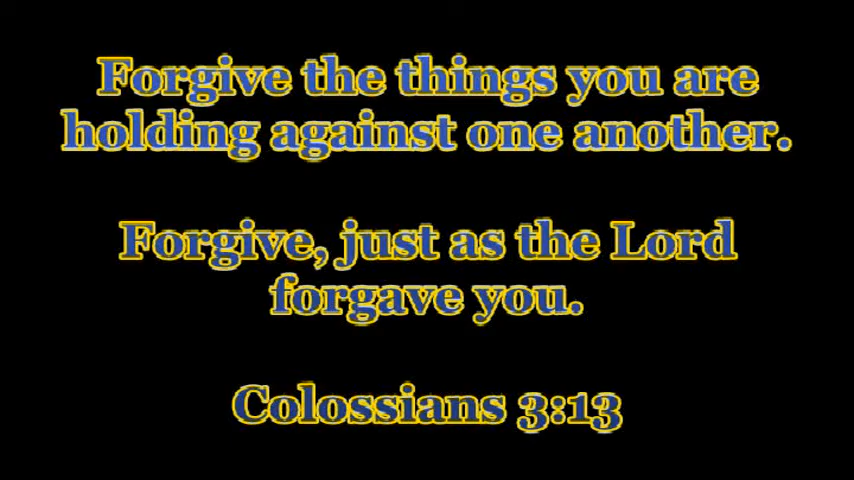 Forgive the things you are
holding against one another.
Forgive, just as the Lord
forgave you.
Colossians 3:13